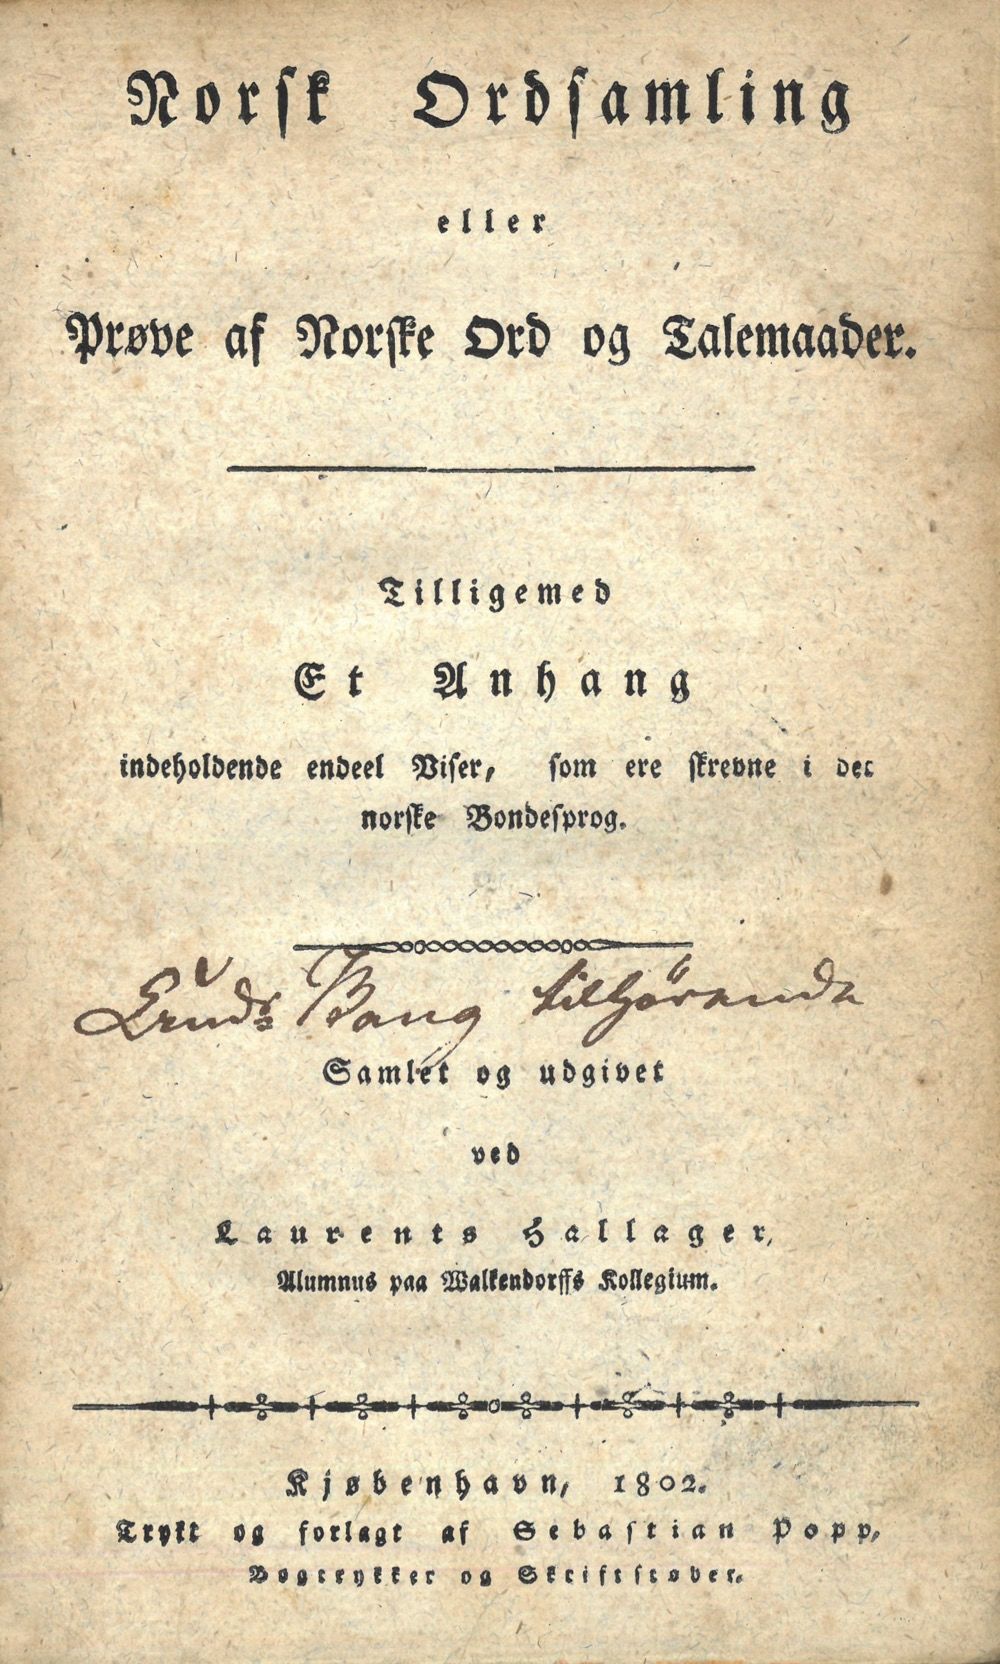 Norsk Ordsamling
eller
Prøve af Norske Ord og Talemaader.
Tilligemed
Et Anhang
indeholdende endeel Viser, som ere skrevne i det
norske Bondesprog.
Bang tilhørende
Samlet og udgivet
ved
Laurents Hallager,
Alumnus paa Walkendorffs Kollegium.
Kjøbenhavn, 1802.
Trykt og forlagt af Sebastian Popp,
Bogtrykker og Skriftstøber.